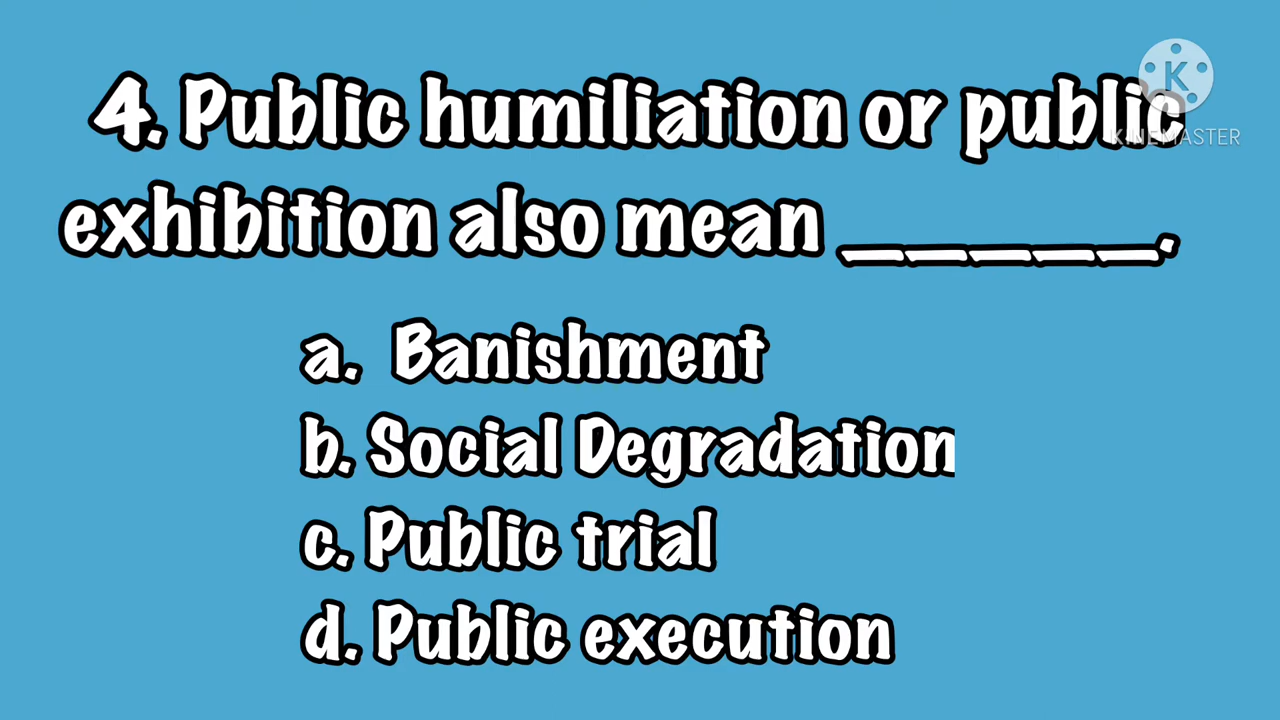 4. Public humiliation or public
exhibition also mean ______.
a. Banishment
b. Social Degradation
c. Public trial
d. Public execution
K
KINEMASTER